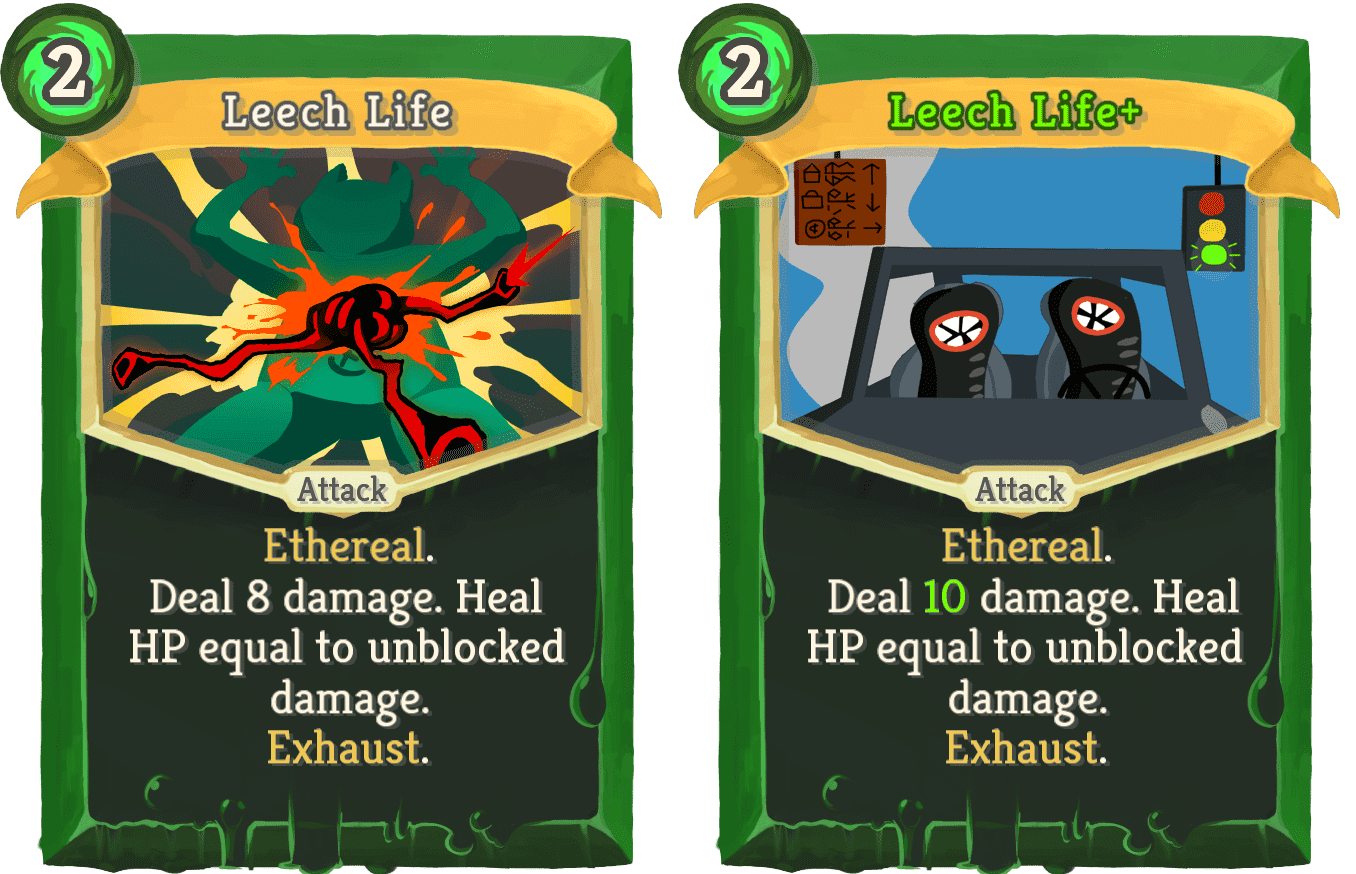 2
Leech Life
Attack
Ethereal.
Deal 8 damage. Heal
HP equal to unblocked
damage.
Exhaust.
2
Leech Life+
Attack
Ethereal.
Deal 10 damage. Heal
HP equal to unblocked
damage.
Exhaust.